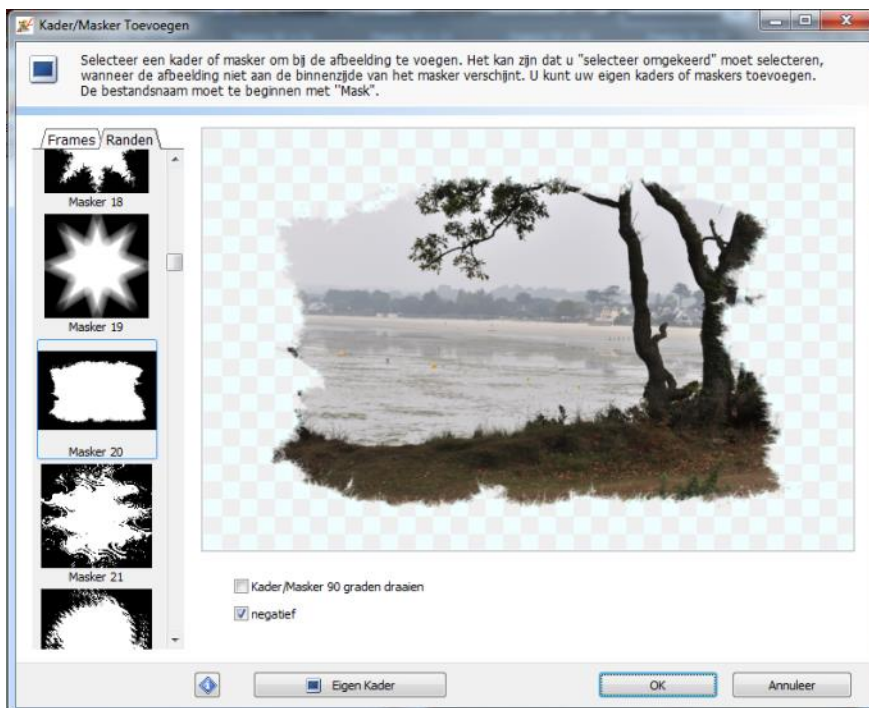 Kader/Masker Toevoegen
Selecteer een kader of masker om bij de afbeelding te voegen. Het kan zijn dat u "selecteer omgekeerd" moet selecteren,
wanneer de afbeelding niet aan de binnenzijde van het masker verschijnt. U kunt uw eigen kaders of maskers toevoegen.
De bestandsnaam moet te beginnen met "Mask".
Frames Randen
Masker 18
Masker 19
Masker 20
Masker 21
Kader/Masker 90 graden draaien
negatief
Eigen Kader
OK
Annuleer